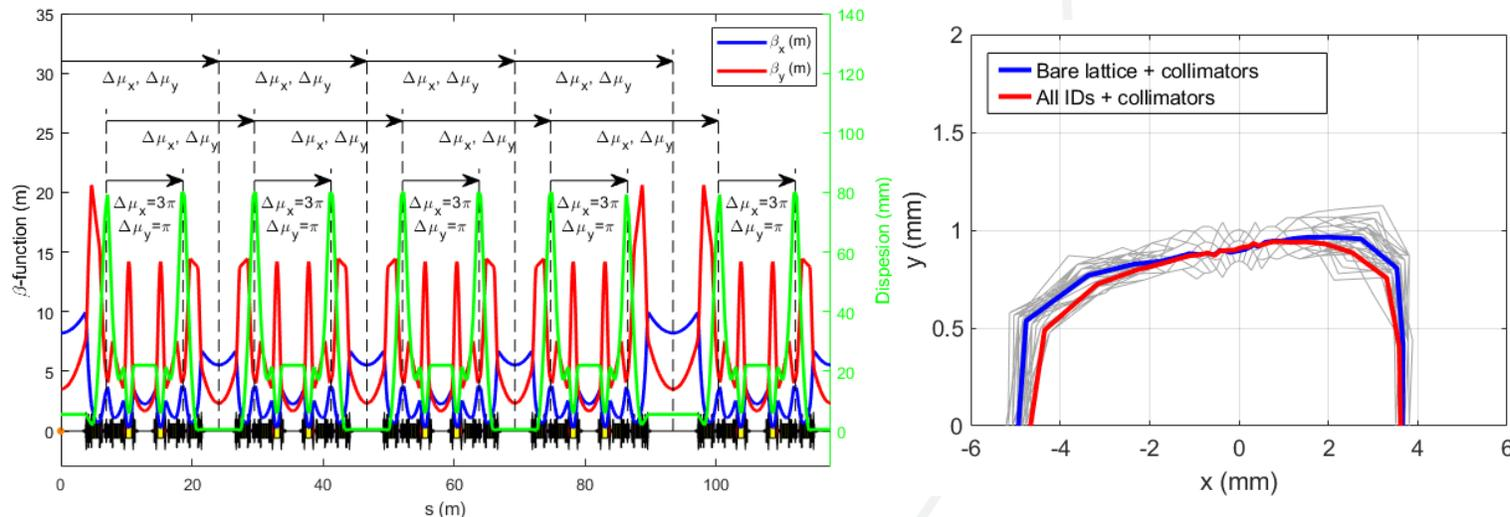 35
30
25
20
15
10
5
0
β-function (m)
0
20
40
60
80
100
s (m)
140
120
100
80
60
40
20
0
Dispesion (mm)
βx (m)
βy (m)
Δμx, Δμy Δμx, Δμy Δμx, Δμy Δμx, Δμy
Δμx, Δμy Δμx, Δμy Δμx, Δμy Δμx, Δμy
Δμx=3π Δμx=3π Δμx=3π Δμx=3π Δμx=3π
Δμy=π Δμy=π Δμy=π Δμy=π Δμy=π
2
1.5
1
0.5
0
y (mm)
Bare lattice + collimators
All IDs + collimators
-6
-4
-2
0
2
4
6
x (mm)